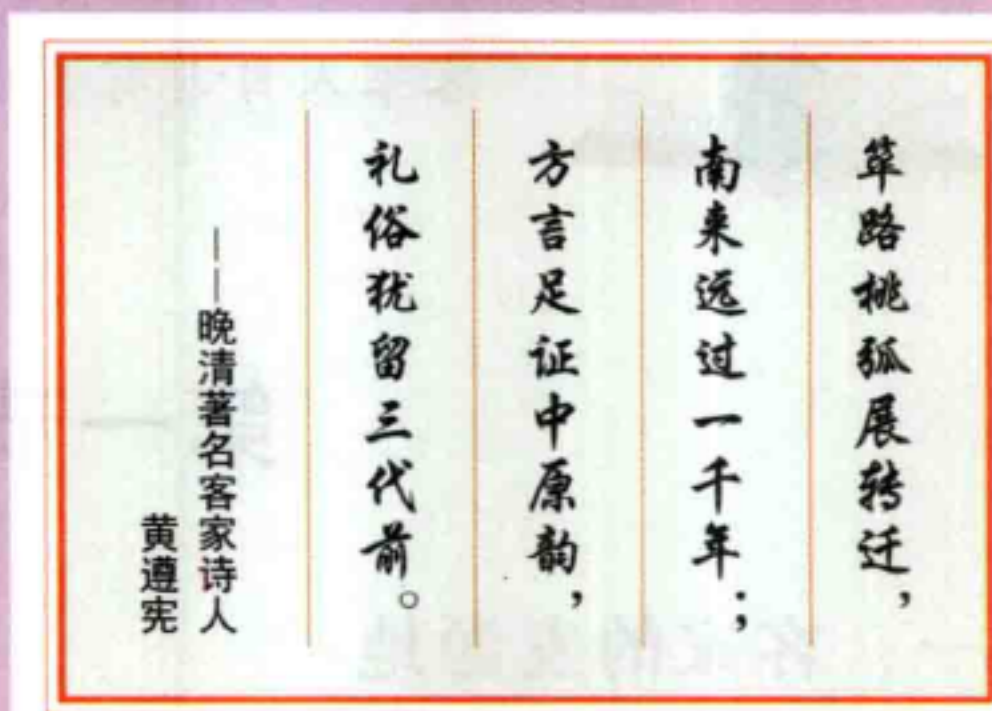 筚路桃弧展转迁，
南来远过一千年；
方言足证中原韵，
礼俗犹留三代前。
——晚清著名客家诗人
黄遵宪